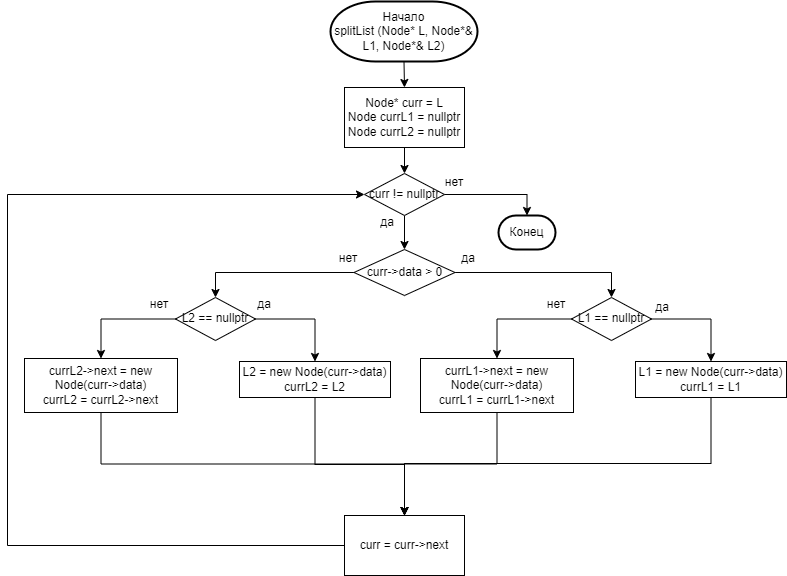 Начало
splitList (Node* L, Node*&
L1, Node*& L2)
Node* curr = L
Node currL1 = nullptr
Node currL2 = nullptr
curr != nullptr
нет
да
Конец
curr->data > 0
нет
да
L2 == nullptr
нет
да
L1 == nullptr
нет
да
currL2->next = new
Node(curr->data)
currL2 = currL2->next
L2 = new Node(curr->data)
currL2 = L2
currL1->next = new
Node(curr->data)
currL1 = currL1->next
L1 = new Node(curr->data)
currL1 = L1
curr = curr->next